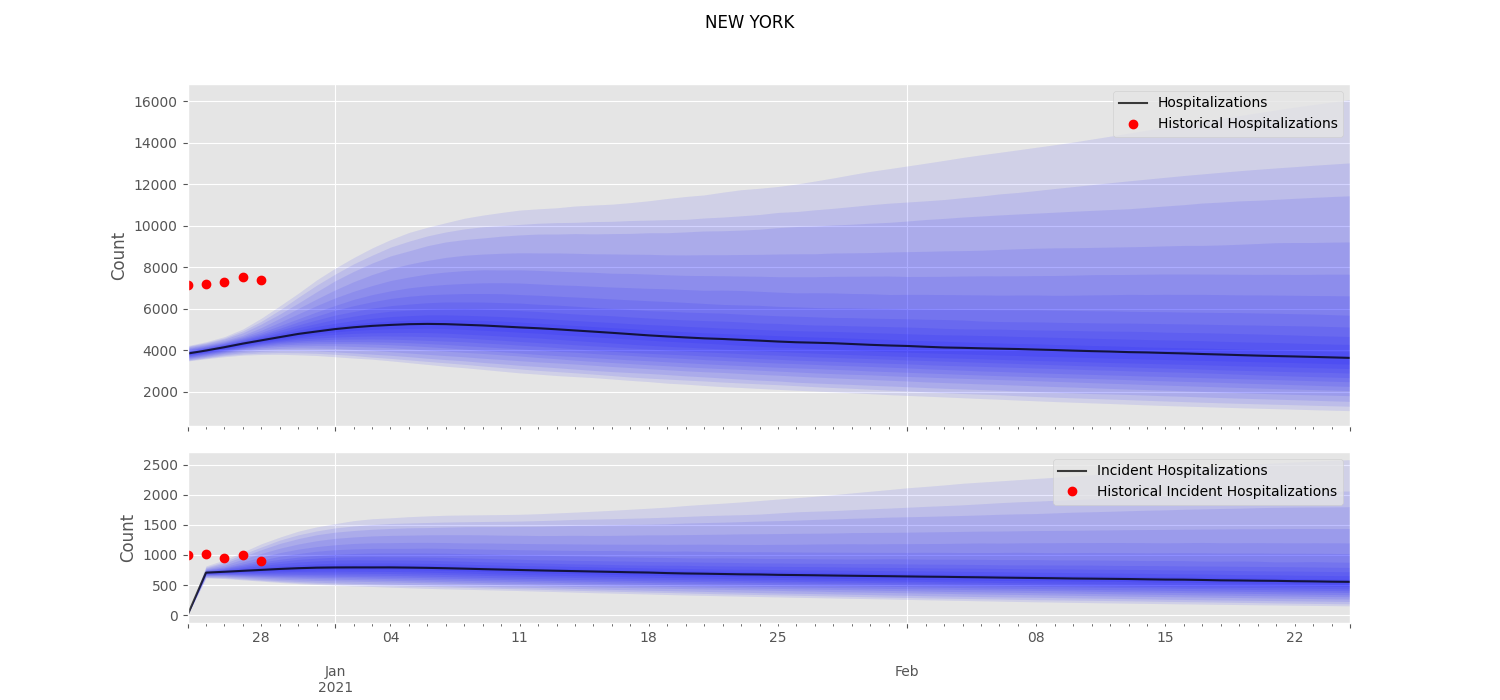 NEW YORK
16000
14000
12000
10000
8000
6000
4000
2000
Count
Hospitalizations
Historical Hospitalizations
2500
2000
1500
1000
500
0
Count
Incident Hospitalizations
Historical Incident Hospitalizations
28 04 11 18 25 08 15 22
Jan Feb
2021